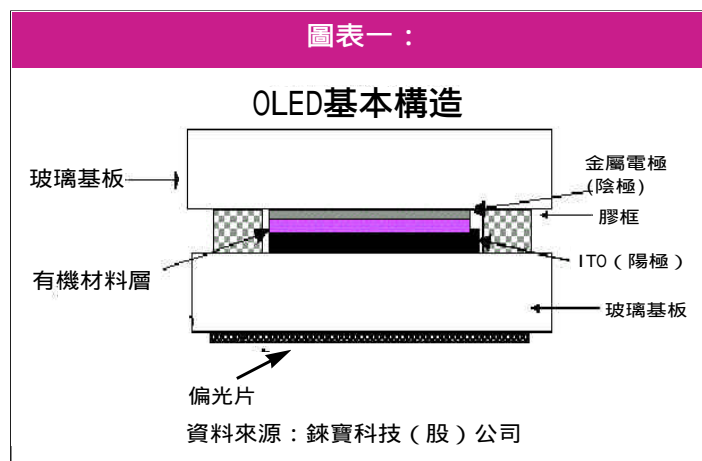 圖表一：
OLED基本構造
玻璃基板
金屬電極
(陰極)
膠框
有機材料層
ITO（陽極）
玻璃基板
偏光片
資料來源：錸寶科技（股）公司